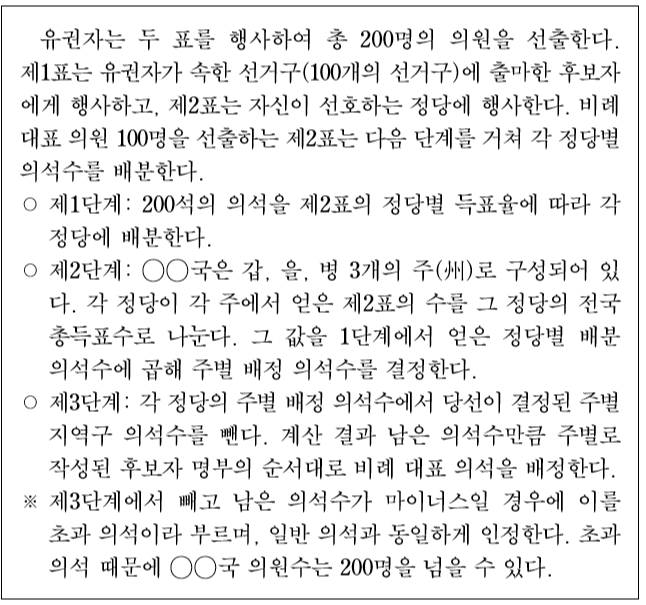 유권자는 두 표를 행사하여 총 200명의 의원을 선출한다.
제1표는 유권자가 속한 선거구(100개의 선거구)에 출마한 후보자
에게 행사하고, 제2표는 자신이 선호하는 정당에 행사한다. 비례
대표 의원 100명을 선출하는 제2표는 다음 단계를 거쳐 각 정당별
의석수를 배분한다.
○ 제1단계: 200석의 의석을 제2표의 정당별 득표율에 따라 각
정당에 배분한다.
○ 제2단계: ○○국은 갑, 을, 병 3개의 주(州)로 구성되어 있
다. 각 정당이 각 주에서 얻은 제2표의 수를 그 정당의 전국
총득표수로 나눈다. 그 값을 1단계에서 얻은 정당별 배분
의석수에 곱해 주별 배정 의석수를 결정한다.
○ 제3단계: 각 정당의 주별 배정 의석수에서 당선이 결정된 주별
지역구 의석수를 뺀다. 계산 결과 남은 의석수만큼 주별로
작성된 후보자 명부의 순서대로 비례 대표 의석을 배정한다.
※ 제3단계에서 빼고 남은 의석수가 마이너스일 경우에 이를
초과 의석이라 부르며, 일반 의석과 동일하게 인정한다. 초과
의석 때문에 ○○국 의원수는 200명을 넘을 수 있다.